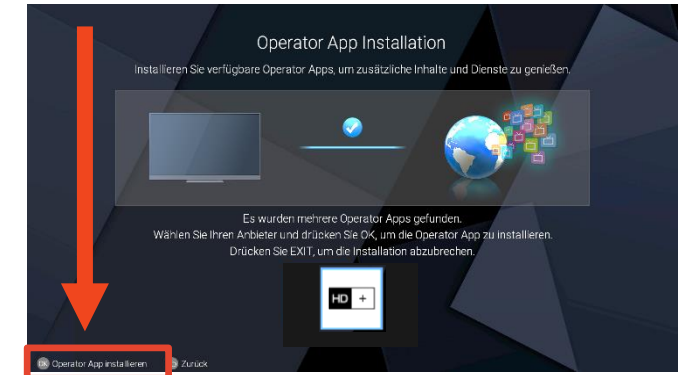 Operator App Installation
Installieren Sie verfügbare Operator Apps, um zusätzliche Inhalte und Dienste zu genießen.
Es wurden mehrere Operator Apps gefunden.
Wählen Sie Ihren Anbieter und drücken Sie OK, um die Operator App zu installieren.
Drücken Sie EXIT, um die Installation abzubrechen.
HD +
OK Operator App installieren Zurück